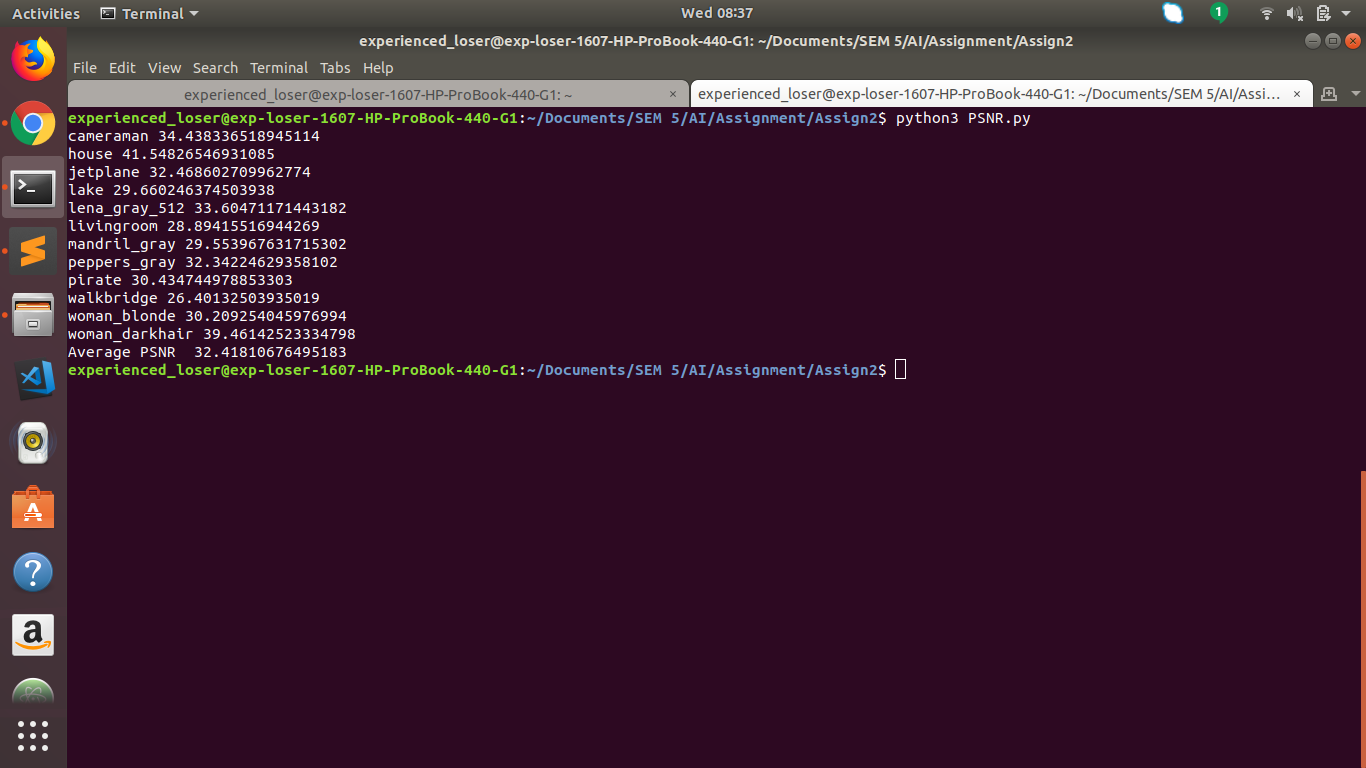 Activities Terminal Wed 08:37 1
experienced_loser@exp-loser-1607-HP-ProBook-440-G1: ~/Documents/SEM 5/AI/Assignment/Assign2
File Edit View Search Terminal Tabs Help
experienced_loser@exp-loser-1607-HP-ProBook-440-G1: ~ × experienced_loser@exp-loser-1607-HP-ProBook-440-G1: ~/Documents/SEM 5/AI/Assi... ×
experienced_loser@exp-loser-1607-HP-ProBook-440-G1:~/Documents/SEM 5/AI/Assignment/Assign2$ python3 PSNR.py
cameraman 34.438336518945114
house 41.54826546931085
jetplane 32.468602709962774
lake 29.660246374503938
lena_gray_512 33.60471171443182
livingroom 28.89415516944269
mandril_gray 29.553967631715302
peppers_gray 32.34224629358102
pirate 30.434744978853303
walkbridge 26.40132503935019
woman_blonde 30.209254045976994
woman_darkhair 39.46142523334798
Average PSNR  32.41810676495183
experienced_loser@exp-loser-1607-HP-ProBook-440-G1:~/Documents/SEM 5/AI/Assignment/Assign2$